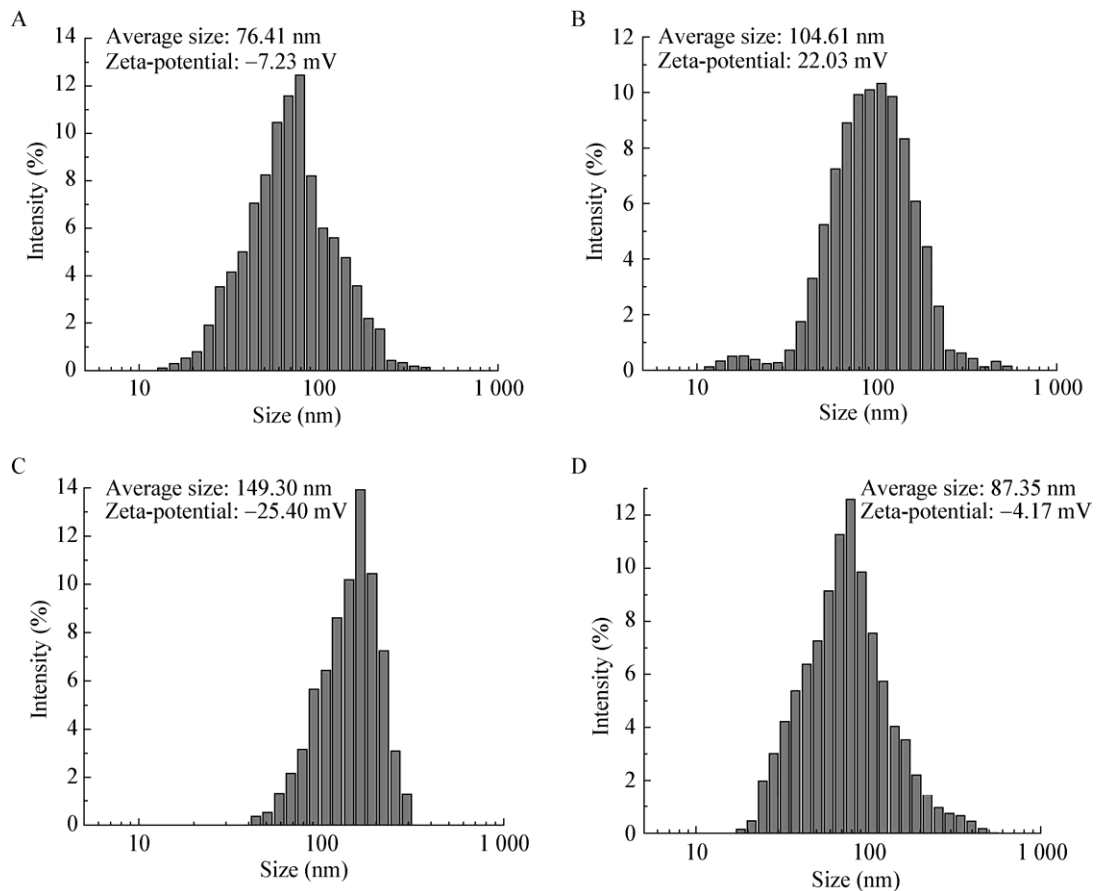 A
Average size: 76.41 nm
Zeta-potential: −7.23 mV
14
12
10
8
6
4
2
0
Intensity (%)
10
100
1 000
Size (nm)
B
Average size: 104.61 nm
Zeta-potential: 22.03 mV
12
10
8
6
4
2
0
Intensity (%)
10
100
1 000
Size (nm)
C
Average size: 149.30 nm
Zeta-potential: −25.40 mV
14
12
10
8
6
4
2
0
Intensity (%)
10
100
1 000
Size (nm)
D
Average size: 87.35 nm
Zeta-potential: −4.17 mV
12
10
8
6
4
2
0
Intensity (%)
10
100
1 000
Size (nm)